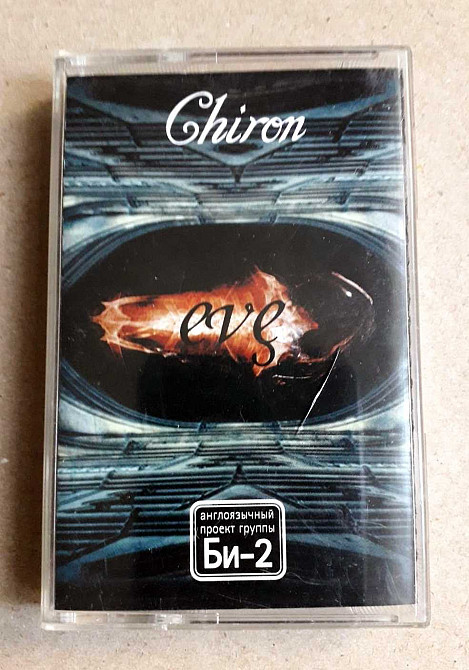 Chiron
eve
англоязычный
проект группы
Би-2